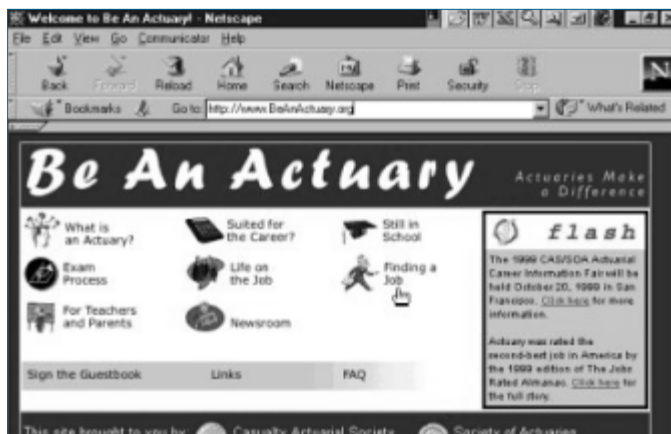 Welcome to Be An Actuary! - Netscape
File Edit View Go Communicator Help
Back Forward Reload Home Search Netscape Print Security Stop
Bookmarks Go to: http://www.BeAnActuary.org What's Related
Be An Actuary
Actuaries Make
a Difference
What is
an Actuary?
Suited for
the Career?
Still in
School
Exam
Process
Life on
the Job
Finding a
Job
For Teachers
and Parents
Newsroom
flash
The 1999 CAS/SOA Actuarial
Career Information Fair will be
held October 20, 1999 in San
Francisco. Click here for more
information.
Actuary was rated the
second-best job in America by
the 1999 edition of The Jobs
Rated Almanac. Click here for
the full story.
Sign the Guestbook Links FAQ
This site brought to you by: Casualty Actuarial Society Society of Actuaries